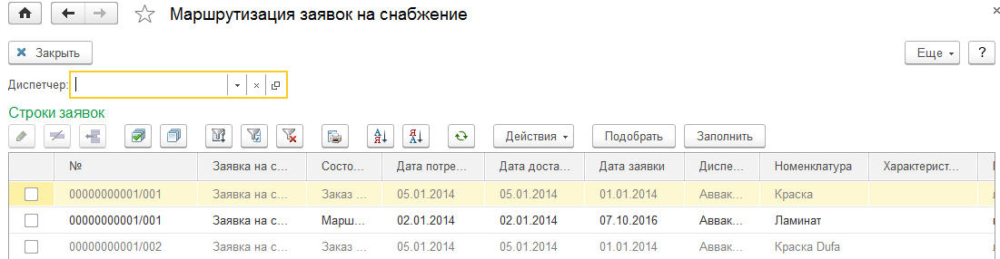 Маршрутизация заявок на снабжение
Закрыть Еще ?
Диспетчер:
Строки заявок
Действия Подобрать Заполнить
№ Заявка на с... Состо... Дата потре... Дата доста... Дата заявки Диспе... Номенклатура Характерист...
00000000001/001 Заявка на с... Заказ ... 05.01.2014 05.01.2014 01.01.2014 Аввак... Краска
00000000001/001 Заявка на с... Марш... 02.01.2014 02.01.2014 07.10.2016 Аввак... Ламинат
00000000001/002 Заявка на с... Заказ ... 05.01.2014 05.01.2014 01.01.2014 Аввак... Краска Dufa